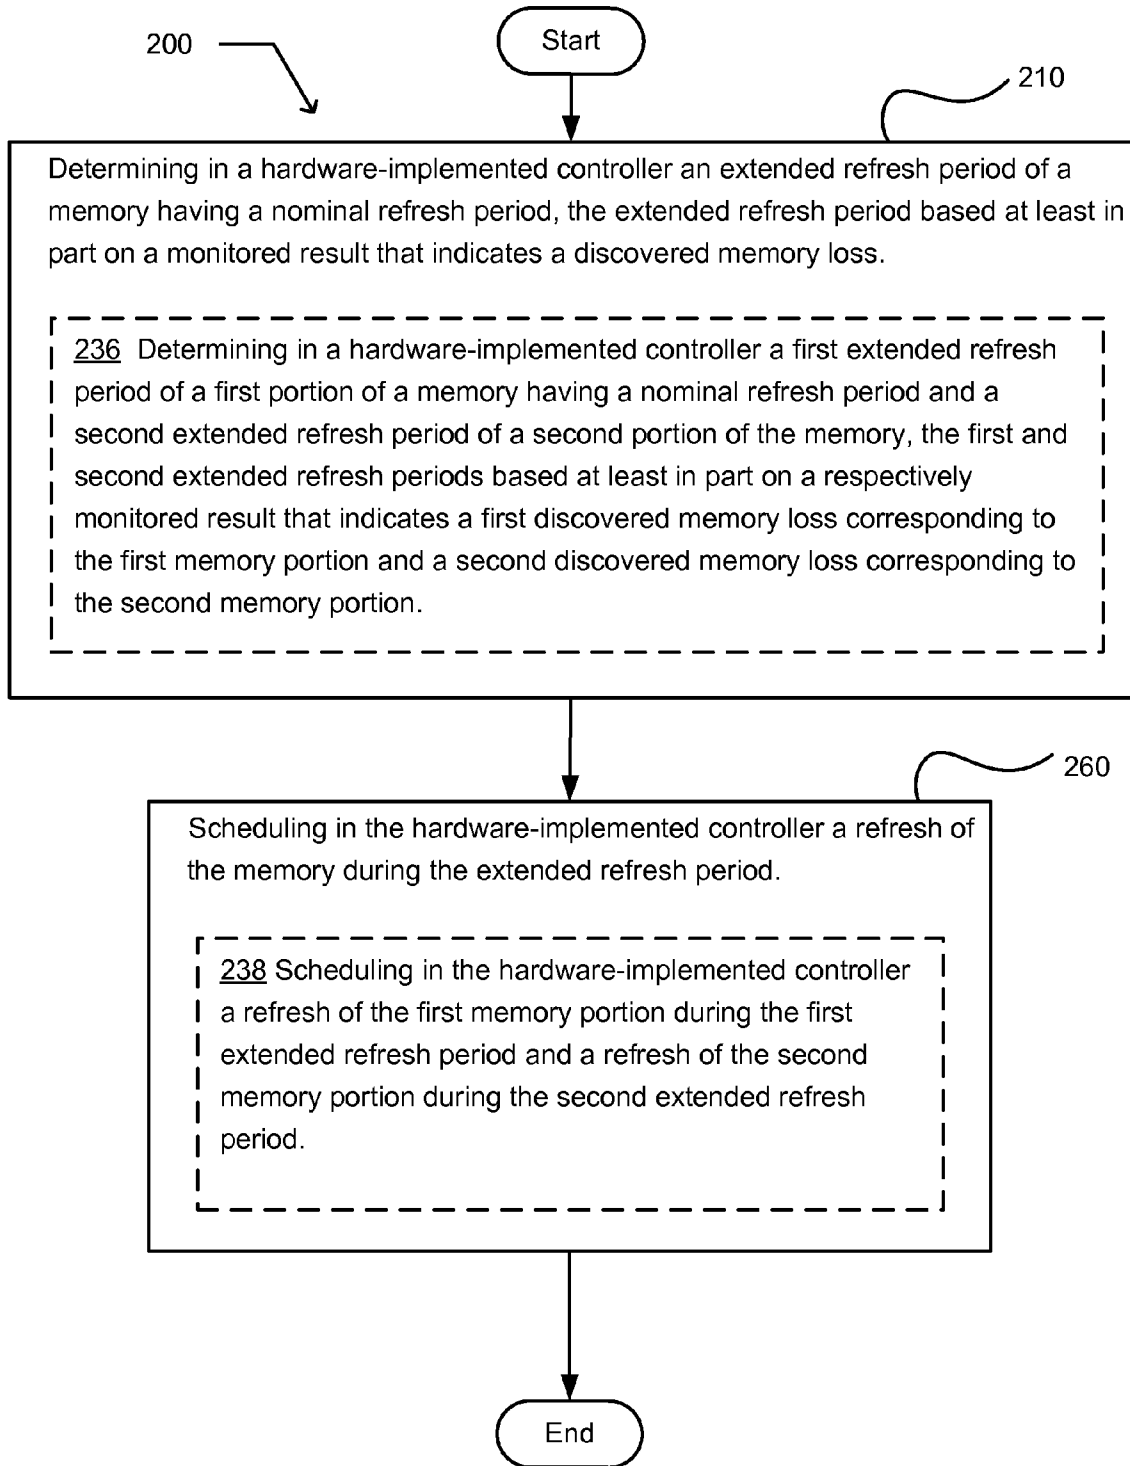 200
Start
210
Determining in a hardware-implemented controller an extended refresh period of a
memory having a nominal refresh period, the extended refresh period based at least in
part on a monitored result that indicates a discovered memory loss.
236 Determining in a hardware-implemented controller a first extended refresh
period of a first portion of a memory having a nominal refresh period and a
second extended refresh period of a second portion of the memory, the first and
second extended refresh periods based at least in part on a respectively
monitored result that indicates a first discovered memory loss corresponding to
the first memory portion and a second discovered memory loss corresponding to
the second memory portion.
260
Scheduling in the hardware-implemented controller a refresh of
the memory during the extended refresh period.
238 Scheduling in the hardware-implemented controller
a refresh of the first memory portion during the first
extended refresh period and a refresh of the second
memory portion during the second extended refresh
period.
End